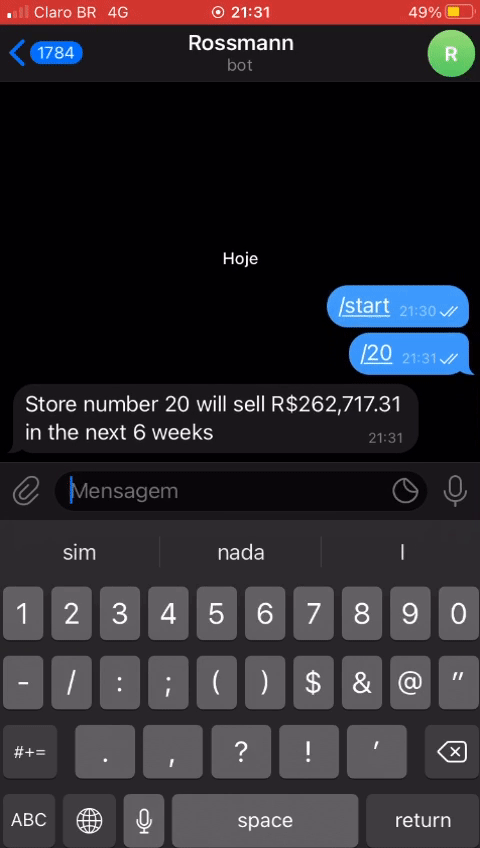 Claro BR 4G 21:31 49%
1784 Rossmann R
bot
Hoje
/start 21:30
/20 21:31
Store number 20 will sell R$262,717.31
in the next 6 weeks
21:31
Mensagem
sim nada I
1 2 3 4 5 6 7 8 9 0
- / : ; ( ) $ & @ "
#+= . , ? ! '
ABC space return